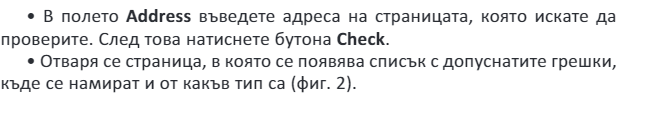 • В полето Address въведете адреса на страницата, която искате да
проверите. След това натиснете бутона Check.
• Отваря се страница, в която се появява списък с допуснатите грешки,
къде се намират и от какъв тип са (фиг. 2).